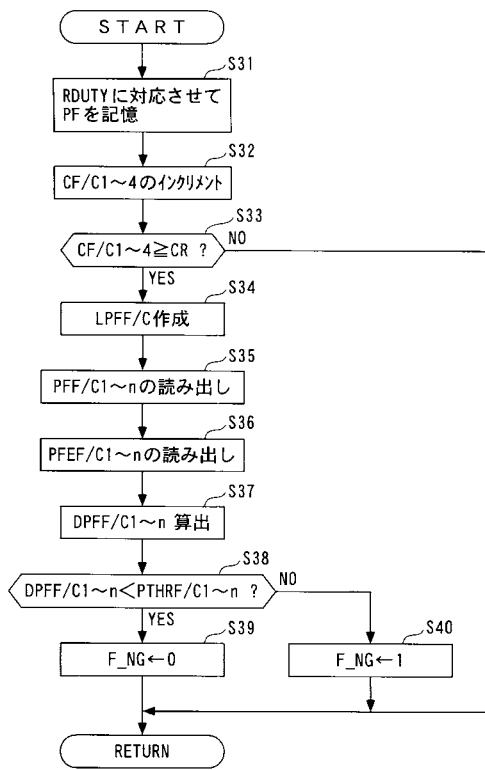 START
S31
RDUTYに対応させて
PFを記憶
S32
CF/C1～4のインクリメント
S33
CF/C1～4≧CR ?
NO
YES
S34
LPFF/C作成
S35
PFF/C1～nの読み出し
S36
PFEF/C1～nの読み出し
S37
DPFF/C1～n 算出
S38
DPFF/C1～n<PTHRF/C1～n ?
NO
YES
S39
F_NG←0
S40
F_NG←1
RETURN